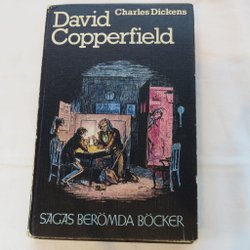 David Charles Dickens
Copperfield
SAGAS BERÖMDA BÖCKER